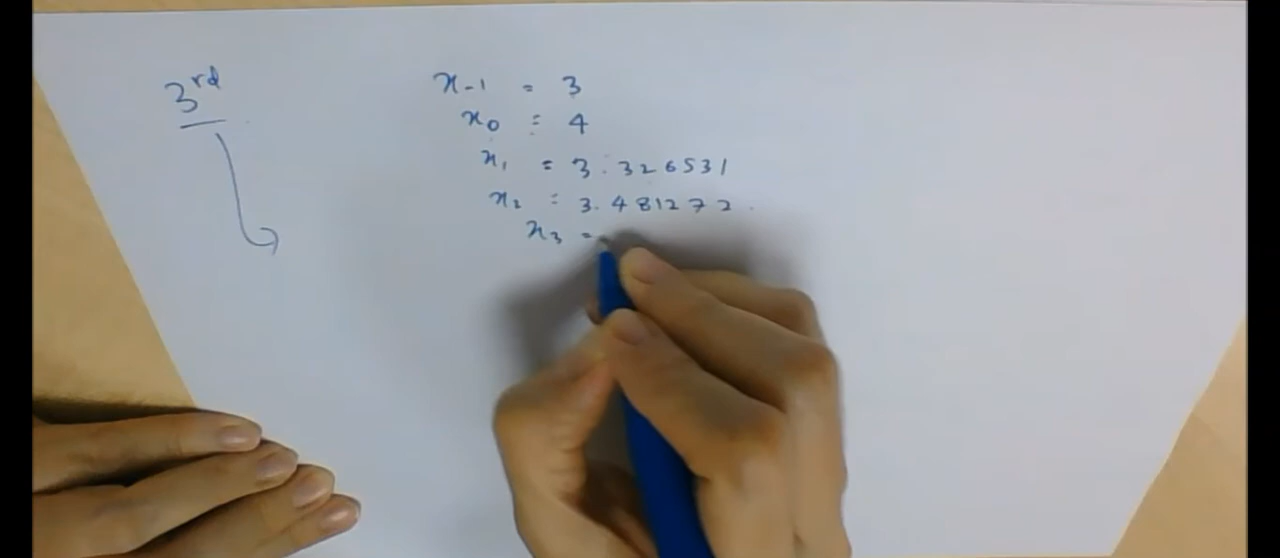 3rd
x-1 = 3
x0 = 4
x1 = 3.326531
x2 = 3.481272
x3 =